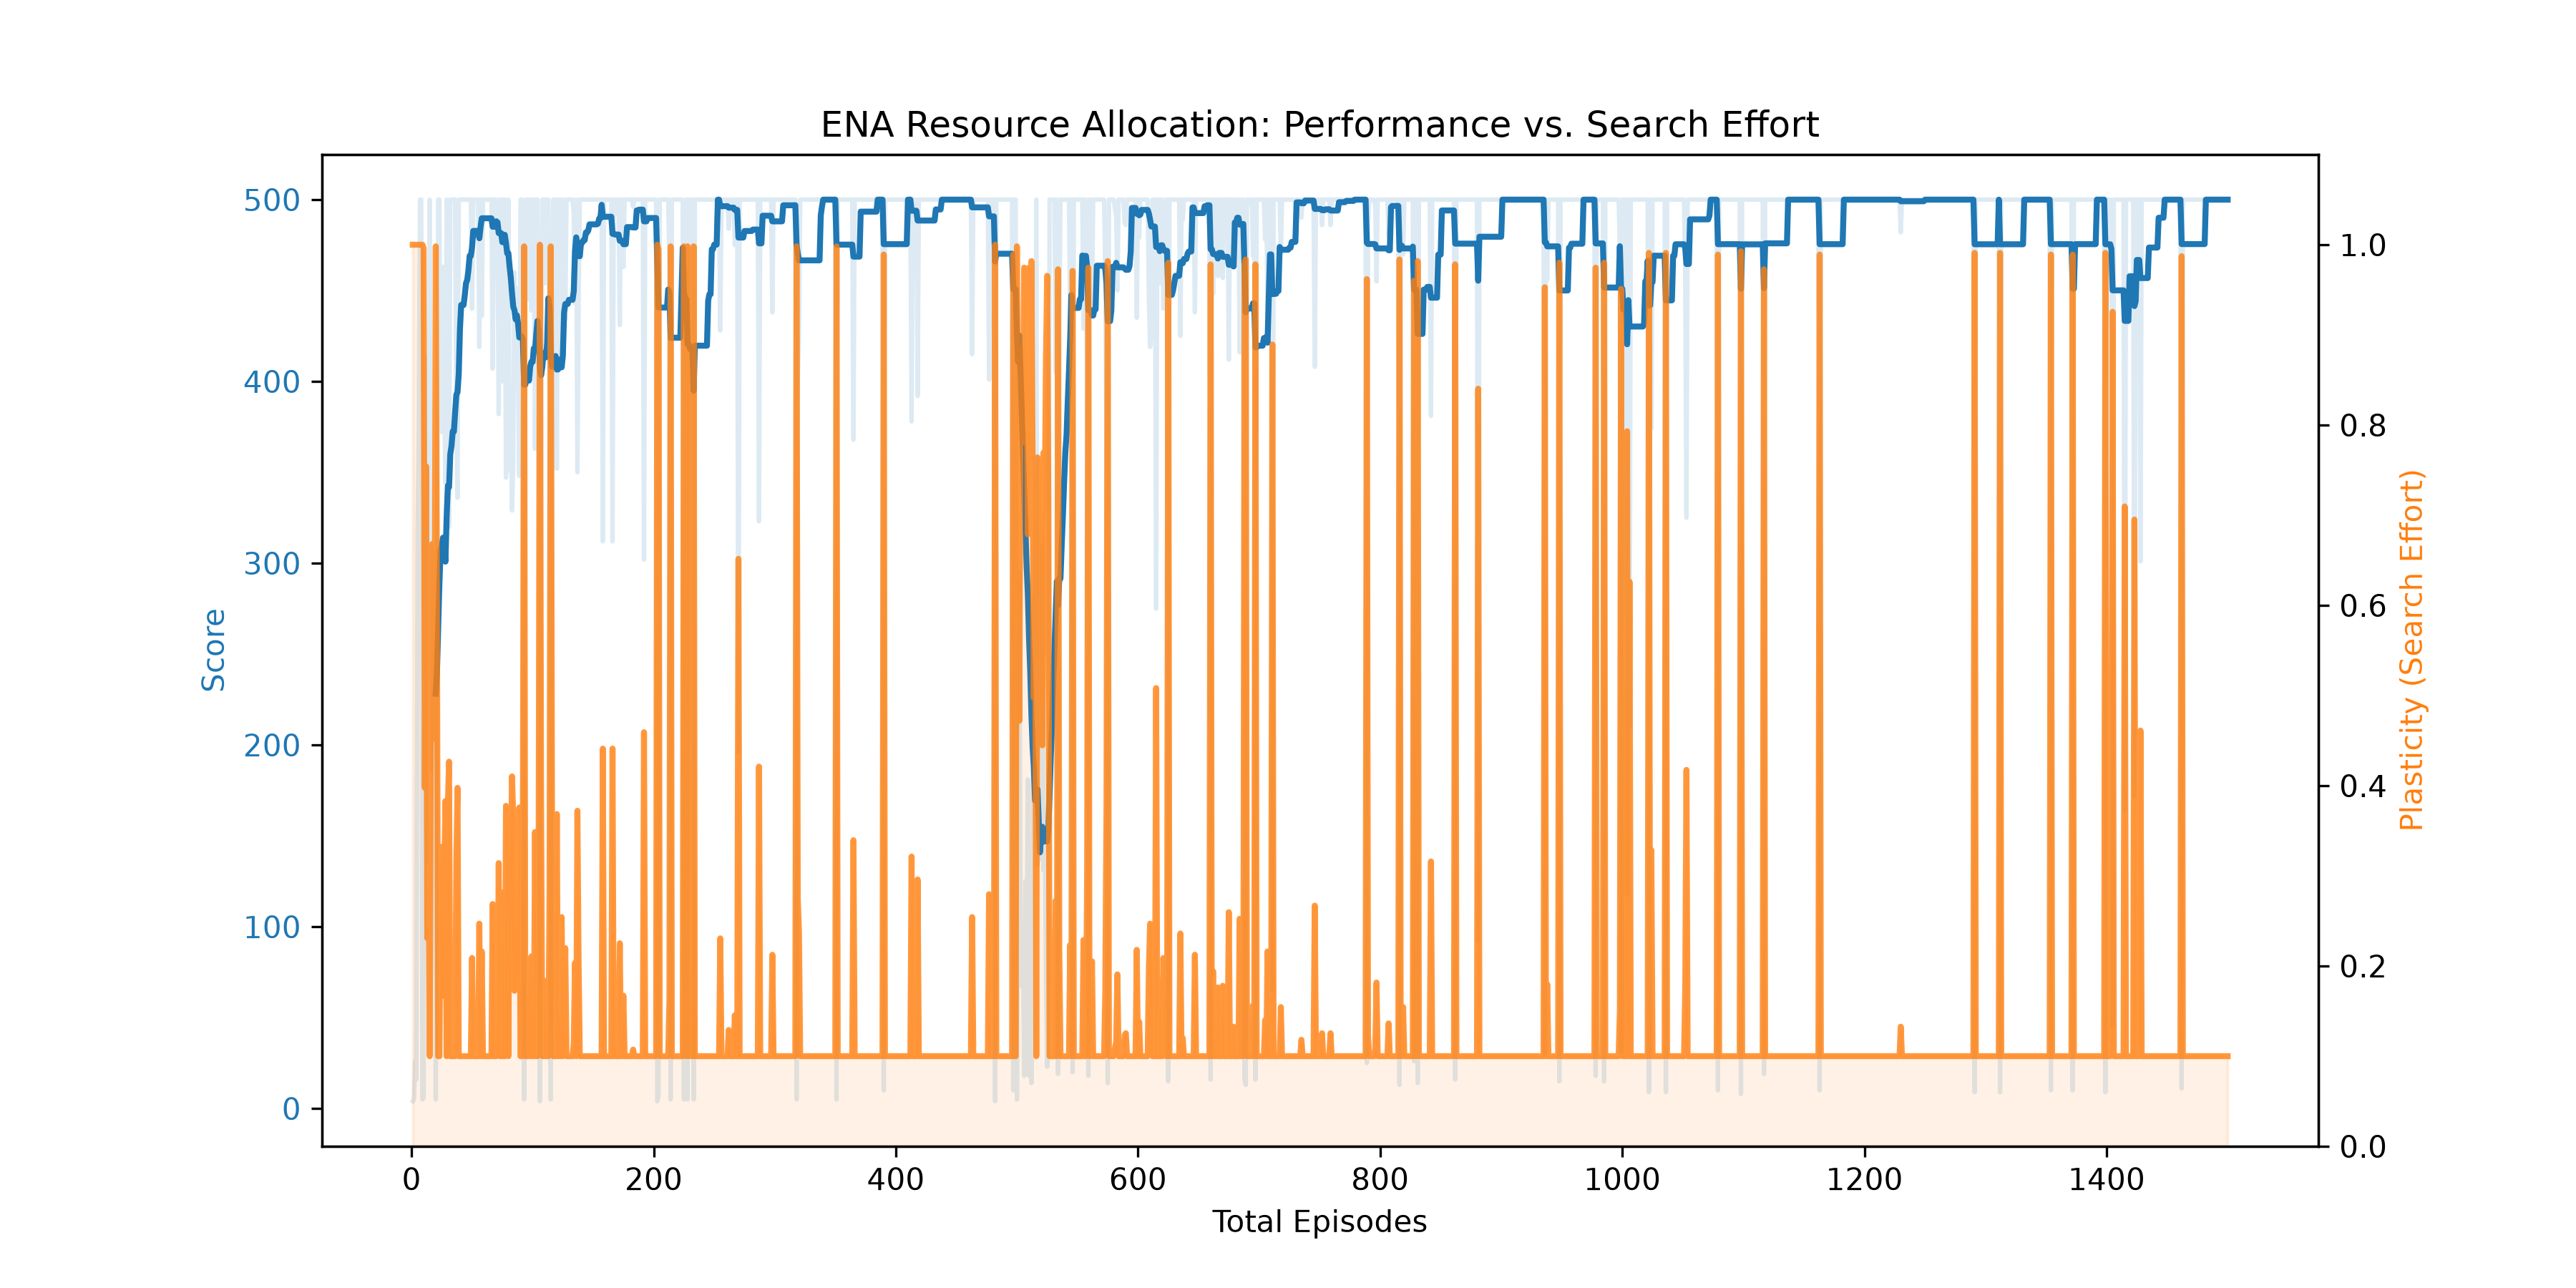 ENA Resource Allocation: Performance vs. Search Effort
500
400
300
200
100
0
Score
1.0
0.8
0.6
0.4
0.2
0.0
Plasticity (Search Effort)
0 200 400 600 800 1000 1200 1400
Total Episodes